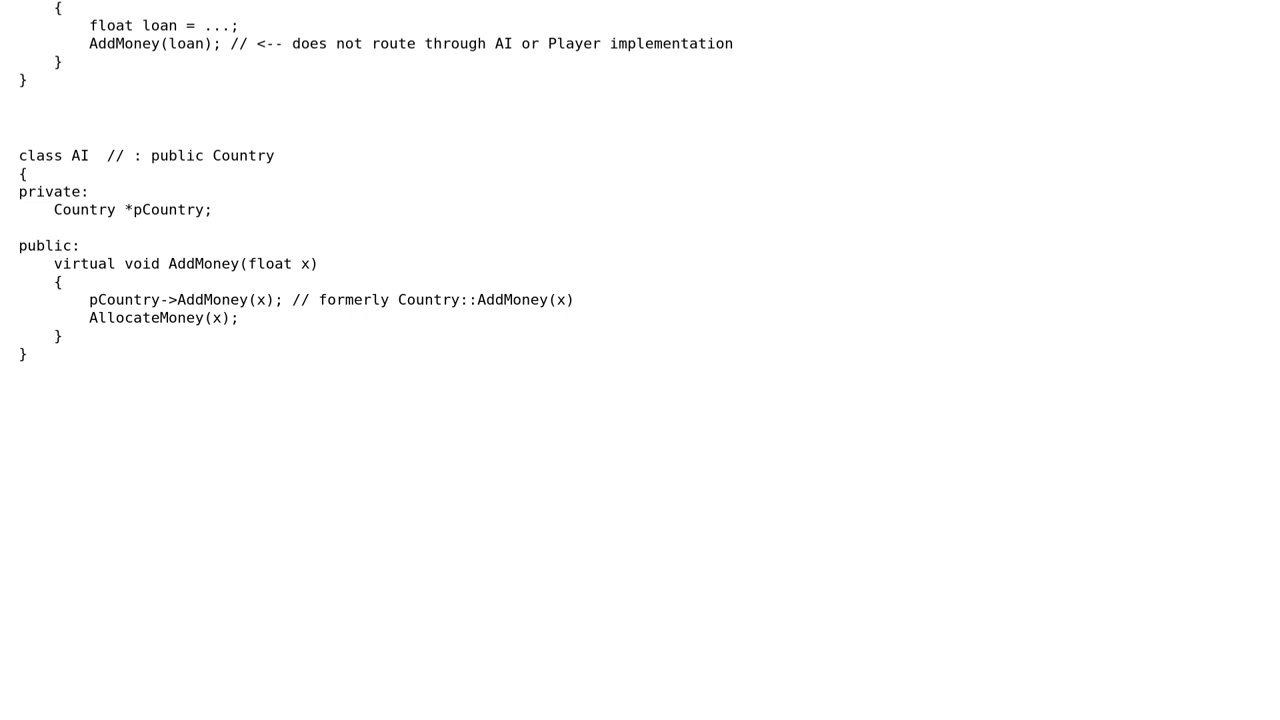 {
        float loan = ...;
        AddMoney(loan); // <-- does not route through AI or Player implementation
    }
}
class AI  // : public Country
{
private:
    Country *pCountry;
public:
    virtual void AddMoney(float x)
    {
        pCountry->AddMoney(x); // formerly Country::AddMoney(x)
        AllocateMoney(x);
    }
}